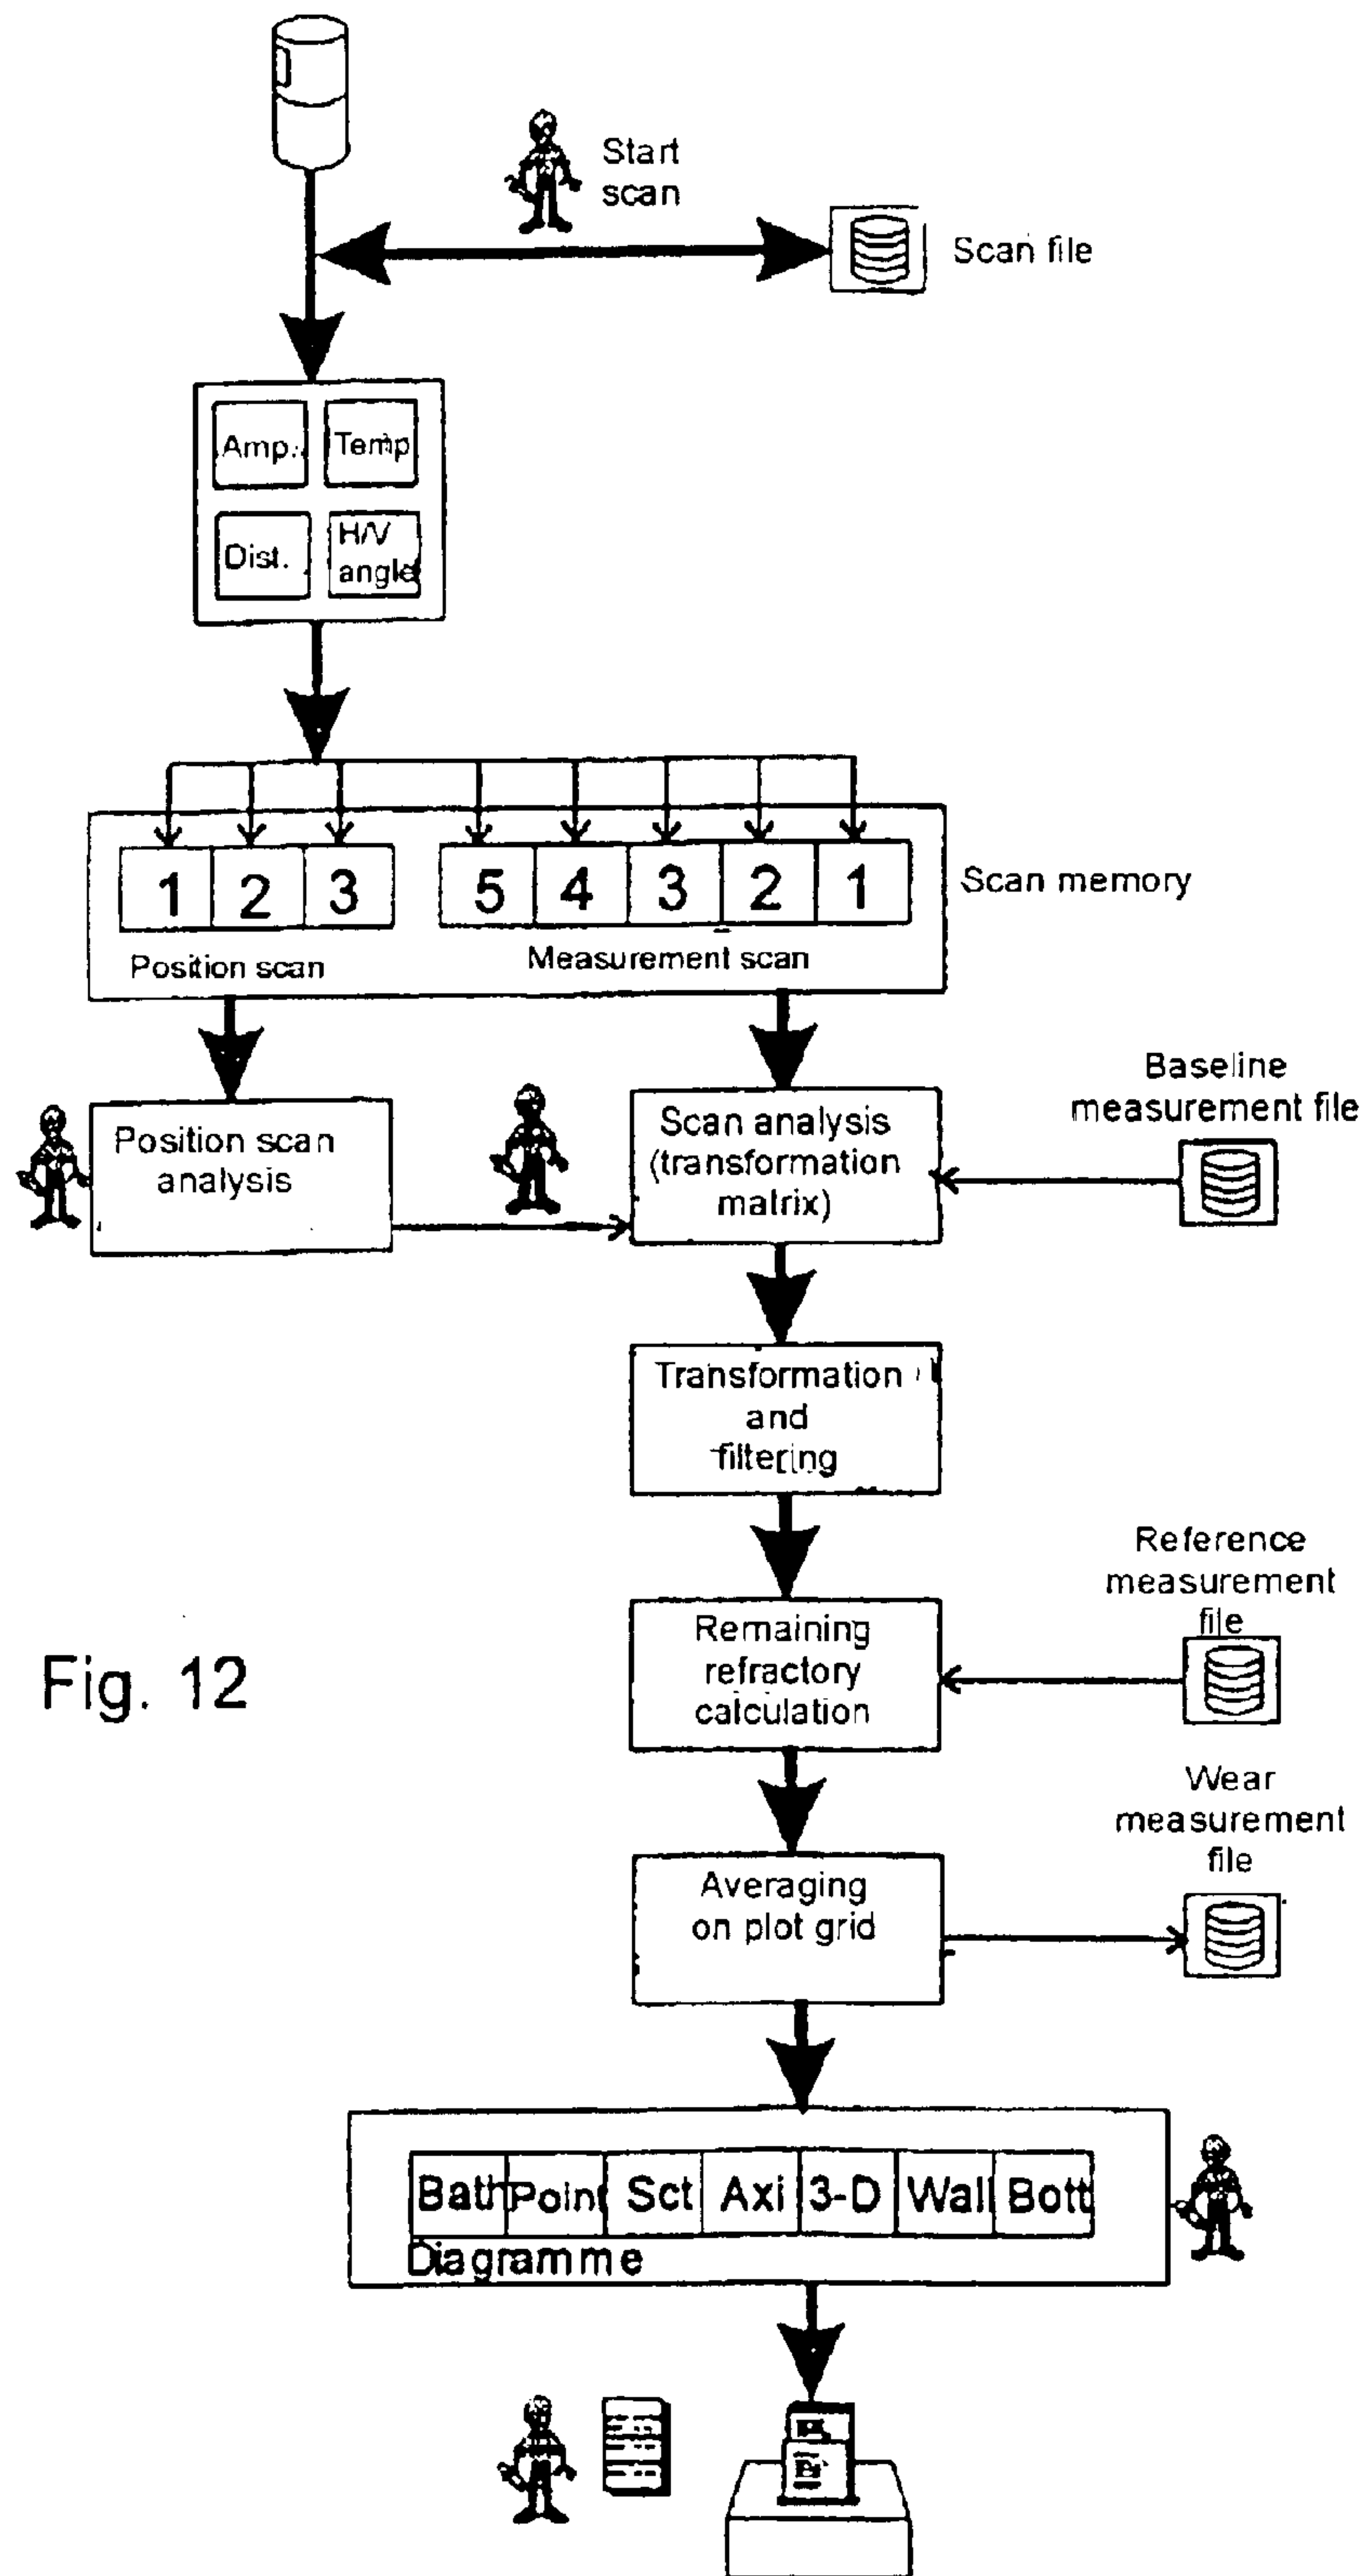 Start
scan
Scan file
Amp.
Temp
Dist.
H/V
angle
1 2 3 5 4 3 2 1
Scan memory
Position scan
Measurement scan
Baseline
measurement file
Position scan
analysis
Scan analysis
(transformation
matrix)
Transformation
and
filtering
Reference
measurement
file
Remaining
refractory
calculation
Fig. 12
Wear
measurement
file
Averaging
on plot grid
Bath Point Sct Axi 3-D Wall Bott
Diagramme